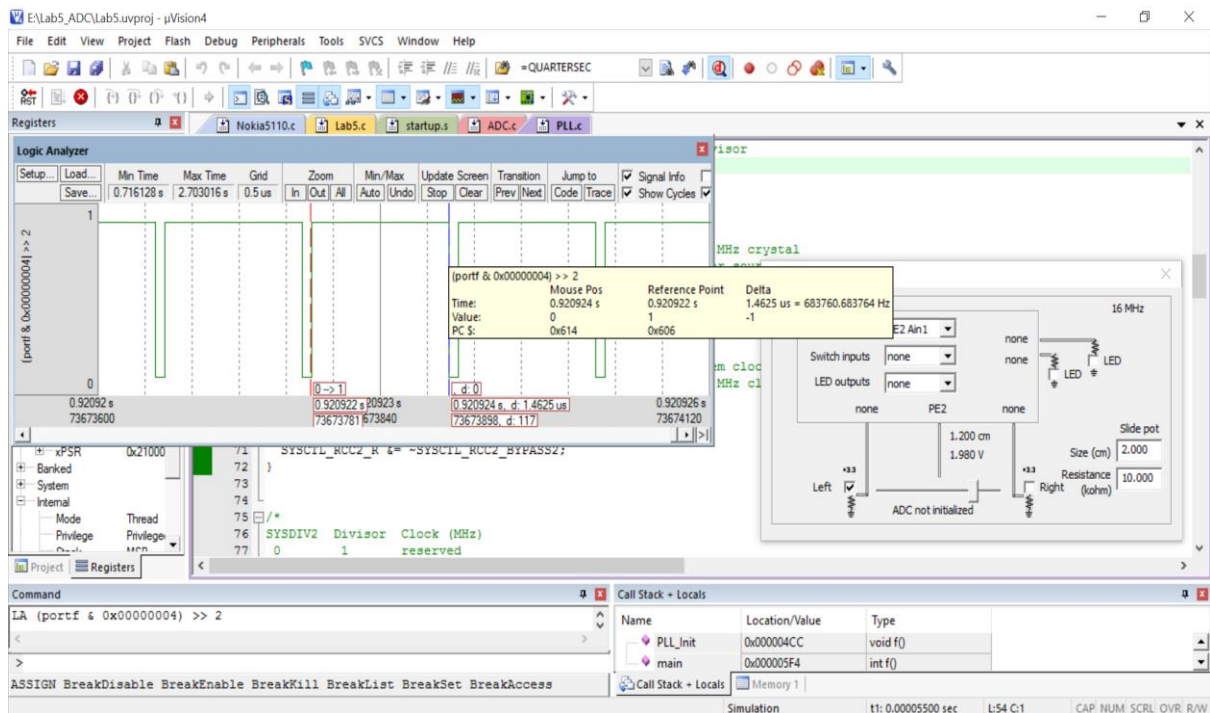 E:\Lab5_ADC\Lab5.uvproj - µVision4
File Edit View Project Flash Debug Peripherals Tools SVCS Window Help
=QUARTERSEC
RST
Registers
Nokia5110.c Lab5.c startup.s ADC.c PLL.c
Logic Analyzer
Setup... Load... Min Time Max Time Grid Zoom Min/Max Update Screen Transition Jump to Signal Info
Save... 0.716128 s 2.703016 s 0.5 us In Out All Auto Undo Stop Clear Prev Next Code Trace Show Cycles
1
(portf & 0x00000004) >> 2
0
(portf & 0x00000004) >> 2
Mouse Pos Reference Point Delta
Time: 0.920924 s 0.920922 s 1.4625 us = 683760.683764 Hz
Value: 0 1 -1
PC $: 0x614 0x606
0 --> 1 , d: 0
0.92092 s 0.920922 s 20923 s 0.920924 s, d: 1.4625 us 0.920926 s
73673600 73673781 673840 73673898, d: 117 73674120
visor
MHz crystal
m cloc
MHz cl
16 MHz
PE2 Ain1
none
Switch inputs none
none
LED
LED outputs none
LED
none PE2 none
1.200 cm
1.980 V
Slide pot
Size (cm) 2.000
+3.3 +3.3
Left Right
Resistance (kohm) 10.000
ADC not initialized
xPSR 0x21000
Banked
System
Internal
Mode Thread
Privilege Privilege
71 SYSCTL_RCC2_R &= ~SYSCTL_RCC2_BYPASS2;
72 }
73
74
75 /*
76 SYSDIV2 Divisor Clock (MHz)
77 0 1 reserved
Project Registers
Command
LA (portf & 0x00000004) >> 2
>
ASSIGN BreakDisable BreakEnable BreakKill BreakList BreakSet BreakAccess
Call Stack + Locals
Name Location/Value Type
PLL_Init 0x000004CC void f()
main 0x000005F4 int f()
Call Stack + Locals Memory 1
Simulation t1: 0.00005500 sec L:54 C:1 CAP NUM SCRL OVR R/W